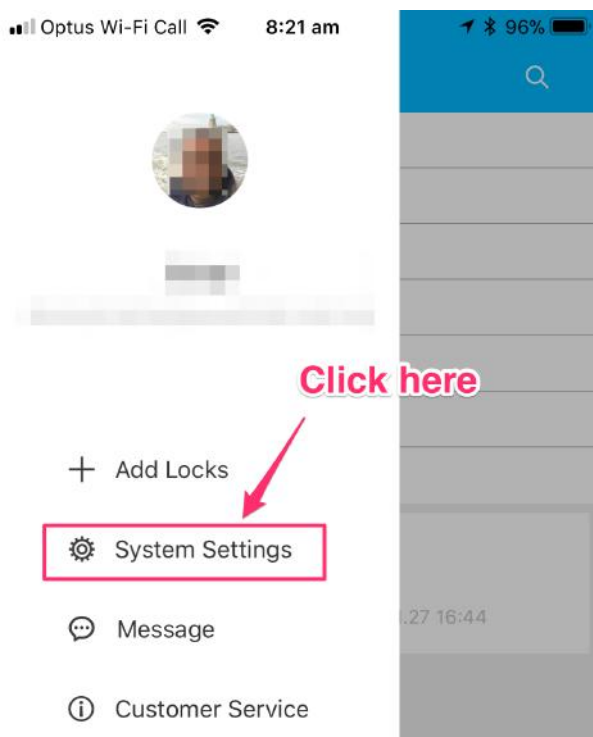 Optus Wi-Fi Call 8:21 am 96%
Click here
Add Locks
System Settings
.27 16:44
Message
Customer Service